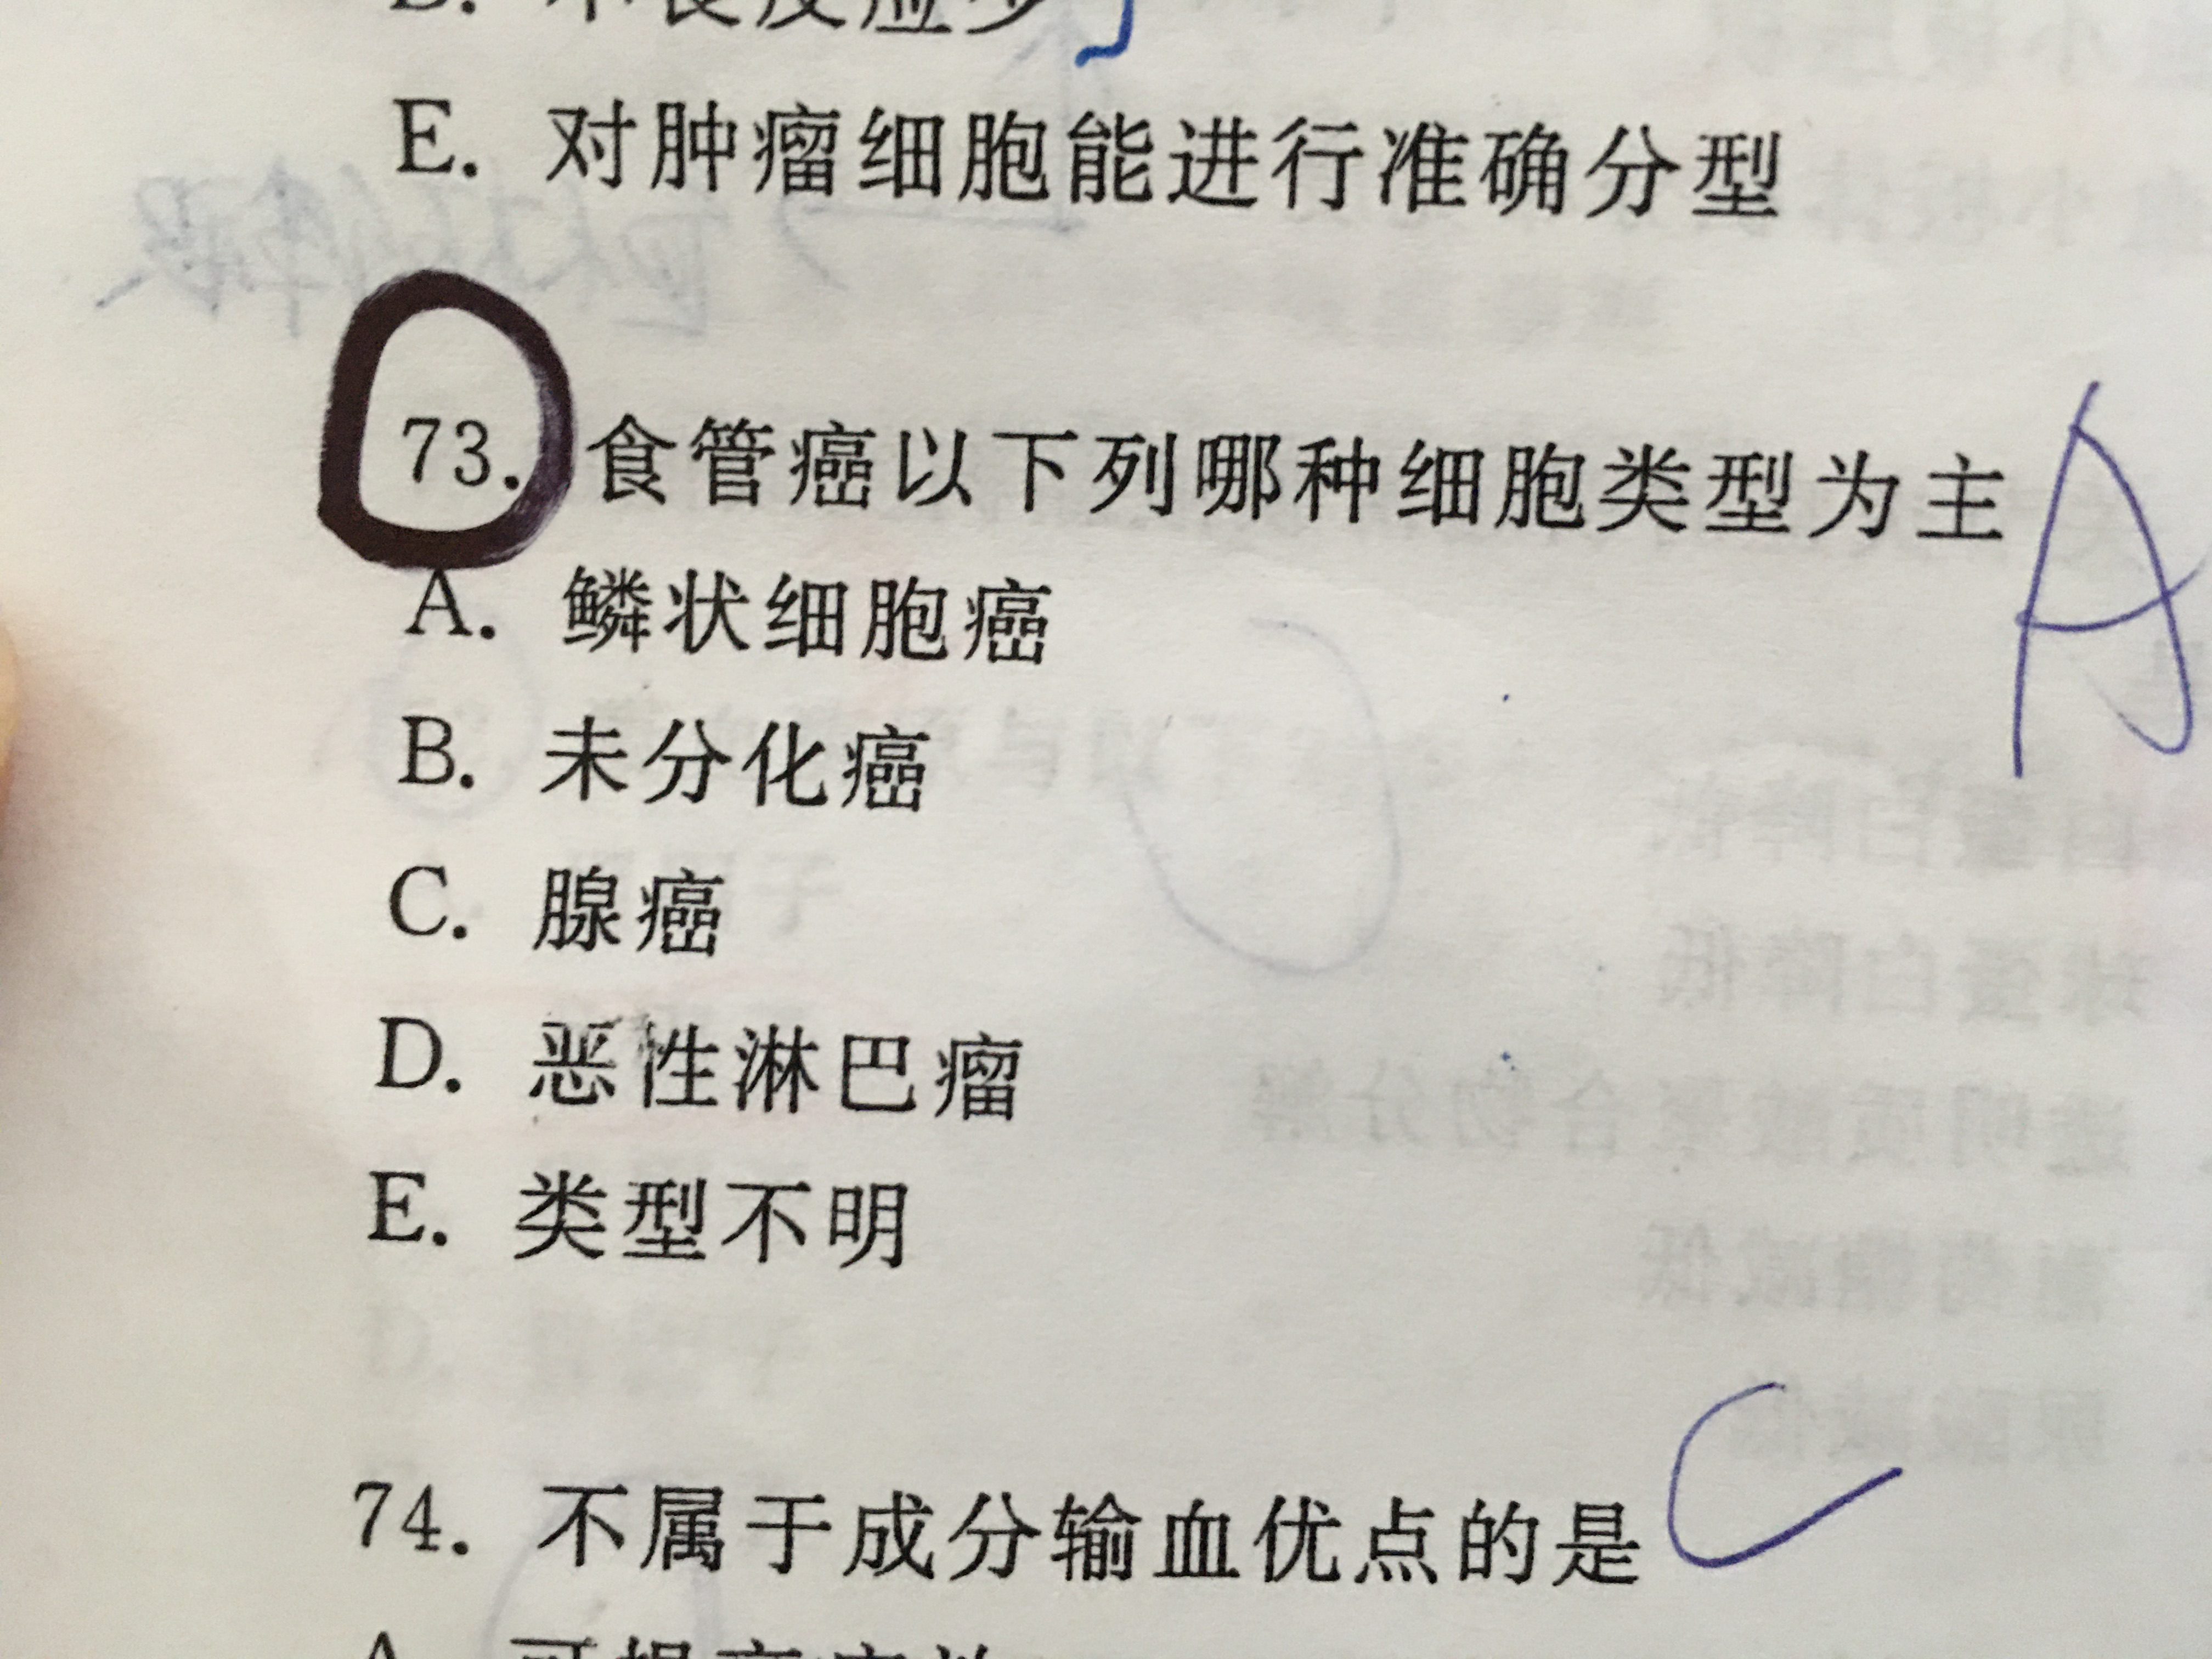 E. 对肿瘤细胞能进行准确分型
73. 食管癌以下列哪种细胞类型为主 A
A. 鳞状细胞癌
B. 未分化癌
C. 腺癌
D. 恶性淋巴瘤
E. 类型不明
74. 不属于成分输血优点的是 C